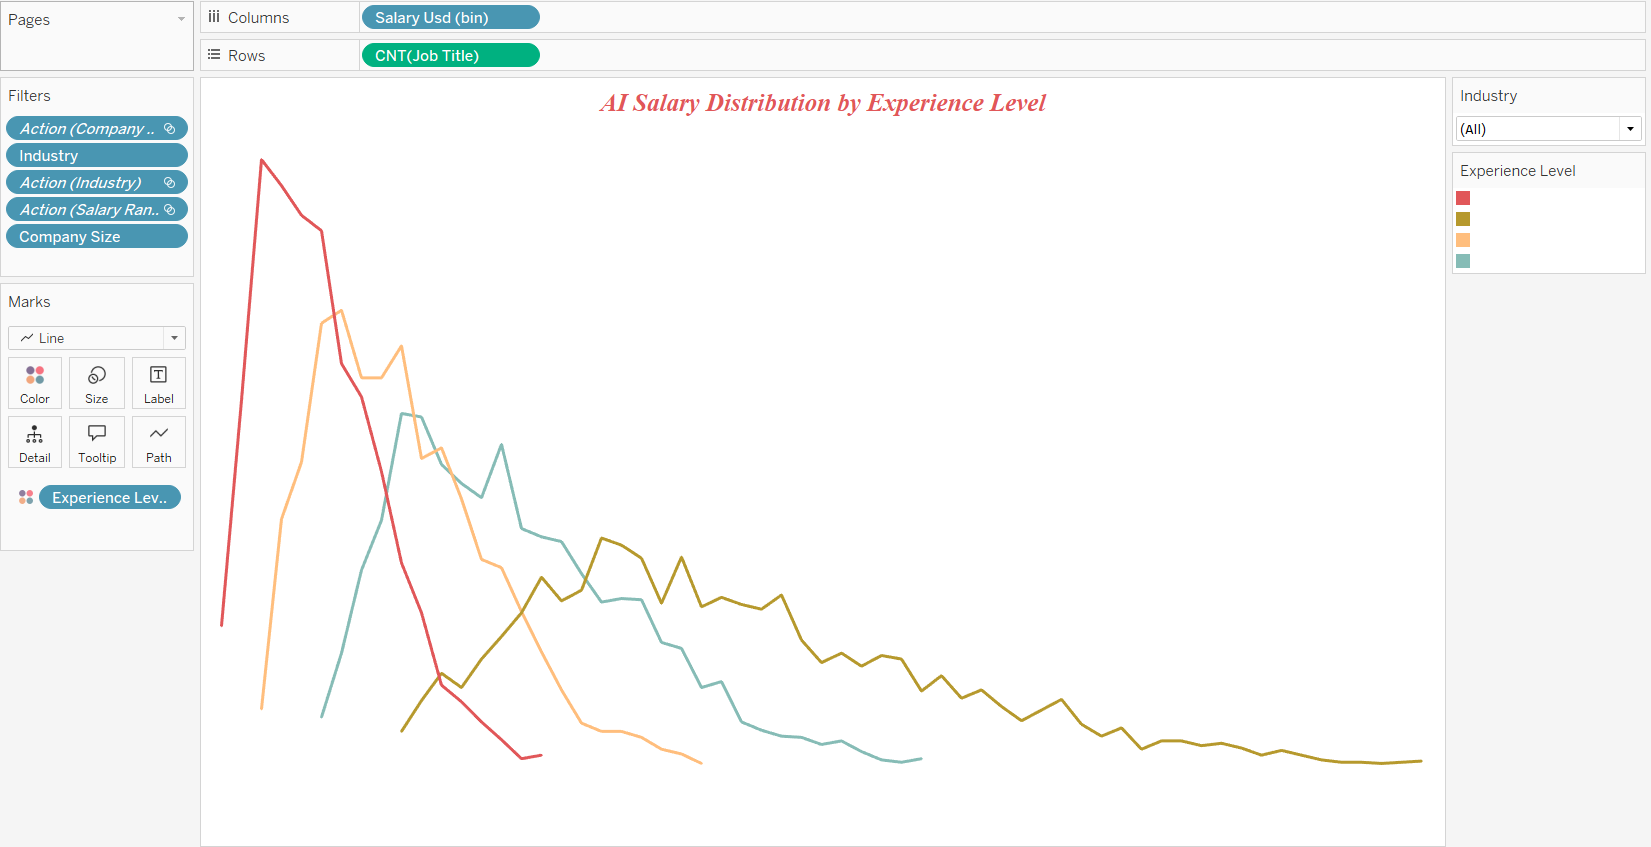 Pages
Columns
Salary Usd (bin)
Rows
CNT(Job Title)
Filters
Action (Company ..
Industry
Action (Industry)
Action (Salary Ran..
Company Size
Marks
Line
Color
Size
Label
Detail
Tooltip
Path
Experience Lev..
AI Salary Distribution by Experience Level
Industry
(All)
Experience Level